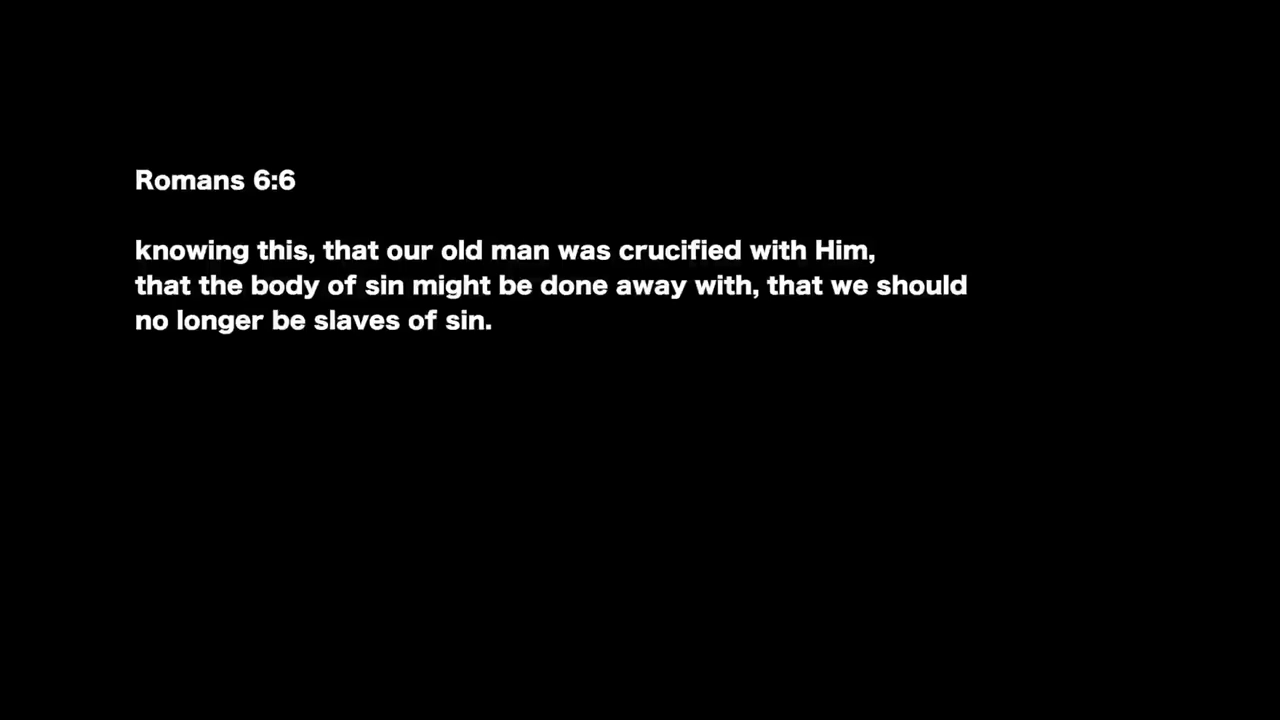 Romans 6:6
knowing this, that our old man was crucified with Him,
that the body of sin might be done away with, that we should
no longer be slaves of sin.